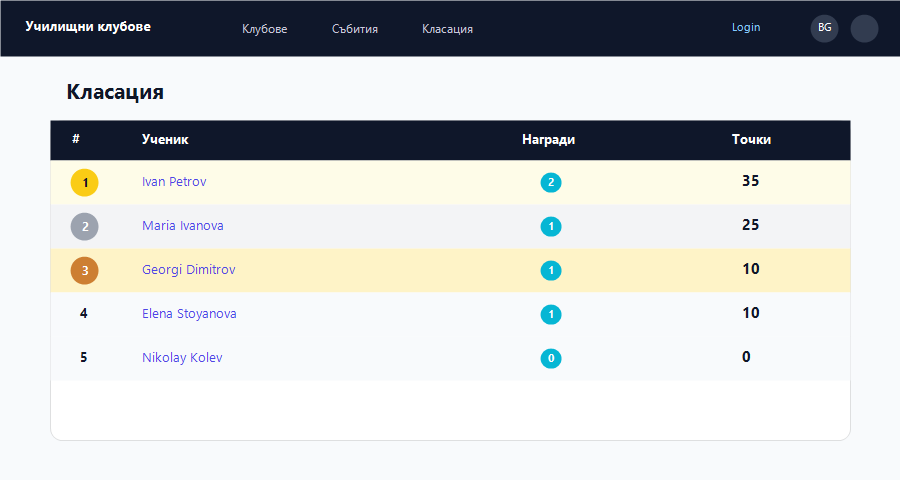 Училищни клубове Клубове Събития Класация Login BG
Класация
# Ученик Награди Точки
1 Ivan Petrov 2 35
2 Maria Ivanova 1 25
3 Georgi Dimitrov 1 10
4 Elena Stoyanova 1 10
5 Nikolay Kolev 0 0